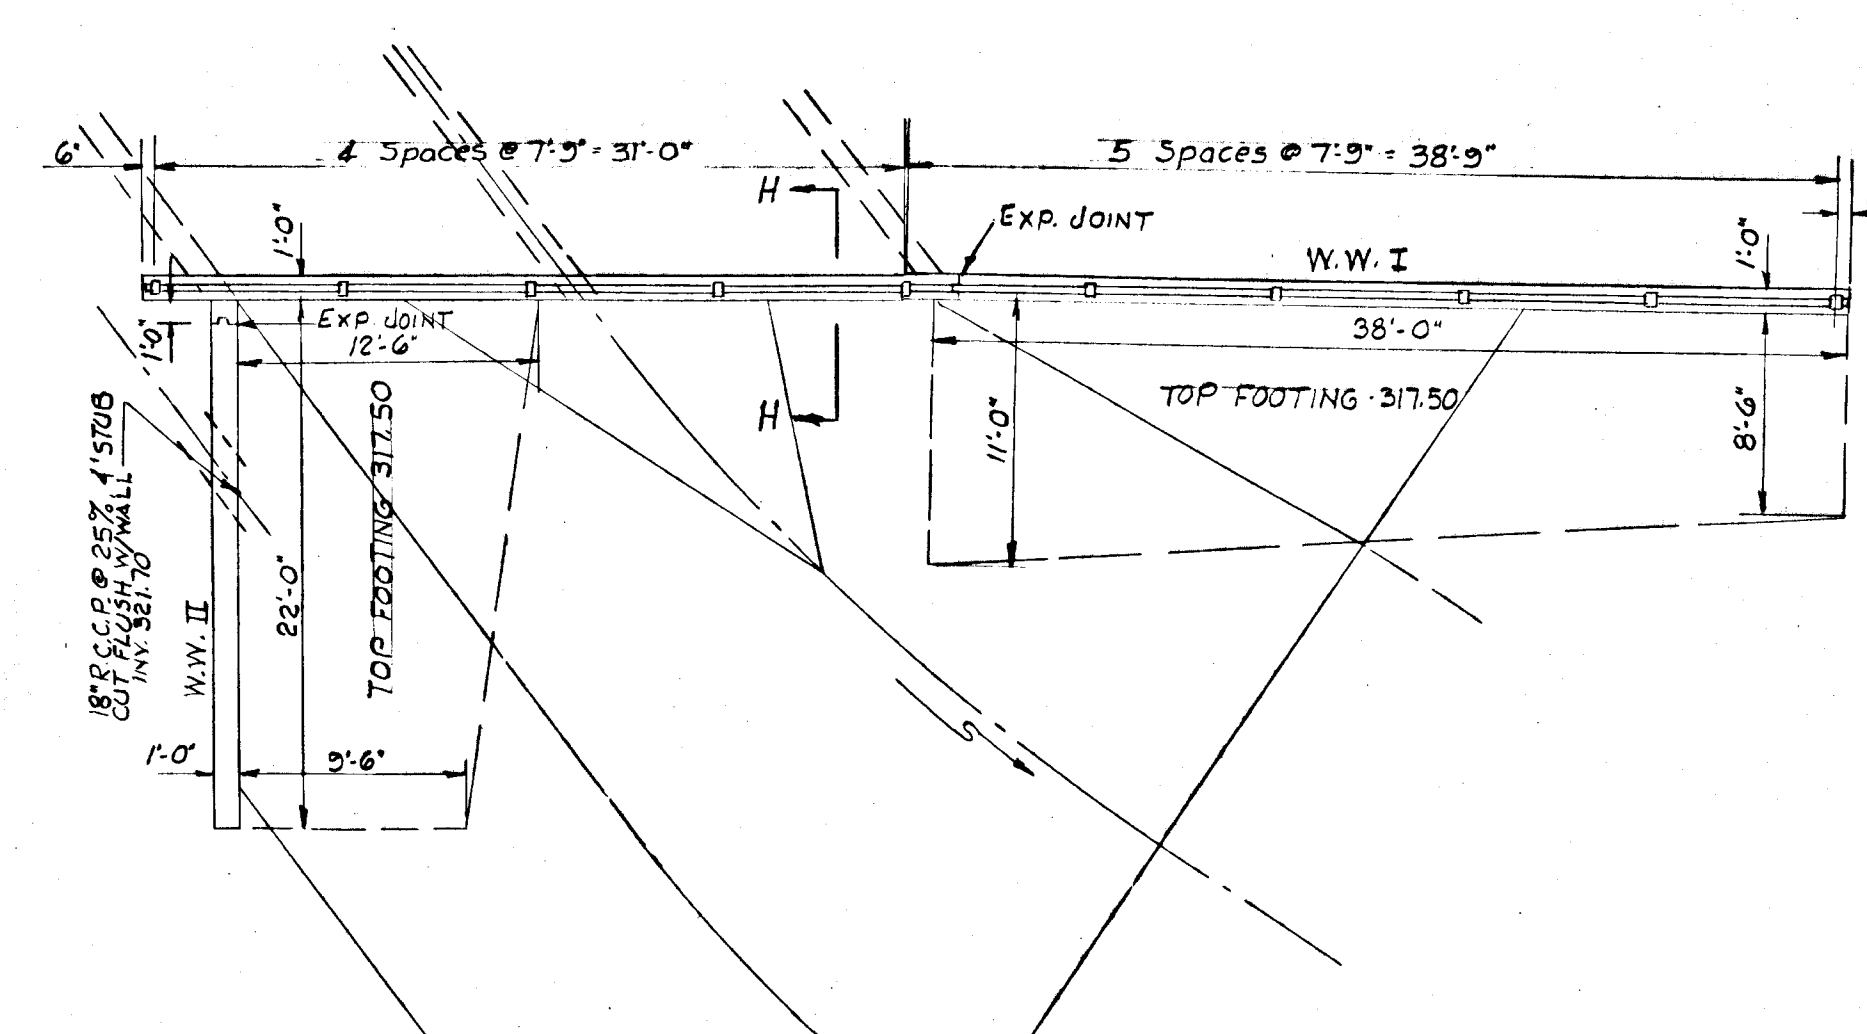 6"
4 Spaces @ 7'-9" = 31'-0"
5 Spaces @ 7'-9" = 38'-9"
H
1'-0"
EXP. JOINT
W.W. I
1'-0"
EXP. JOINT
1'-0"
12'-6"
38'-0"
H
TOP FOOTING 317.50
11'-0"
TOP FOOTING 317.50
8'-6"
18" R.C.C.P. @ 25% 4' STUB
CUT FLUSH W/WALL
INV. 321.70
W.W. II
22'-0"
1'-0"
9'-6"
S